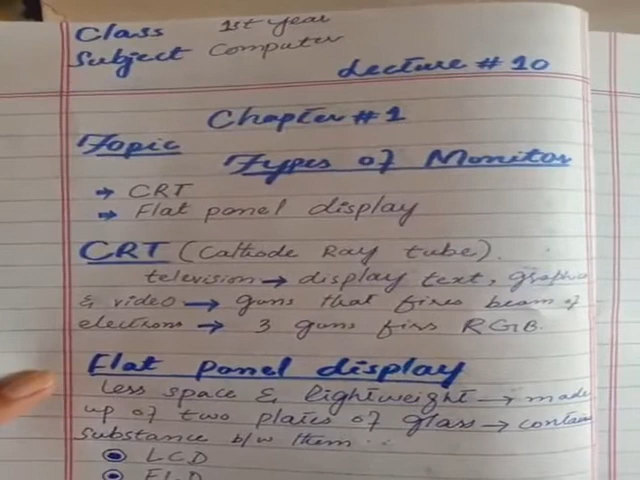 Class 1st year
Subject Computer
Lecture # 10
Chapter # 1
Topic
Types of Monitor
→ CRT
→ Flat panel display
CRT (Cathode Ray tube).
television → display text, graphics
& video → guns that fires beam of
electrons → 3 guns fires RGB.
Flat panel display
Less space & lightweight → made
up of two plates of glass → contains
Substance b/w them
LCD
ELD